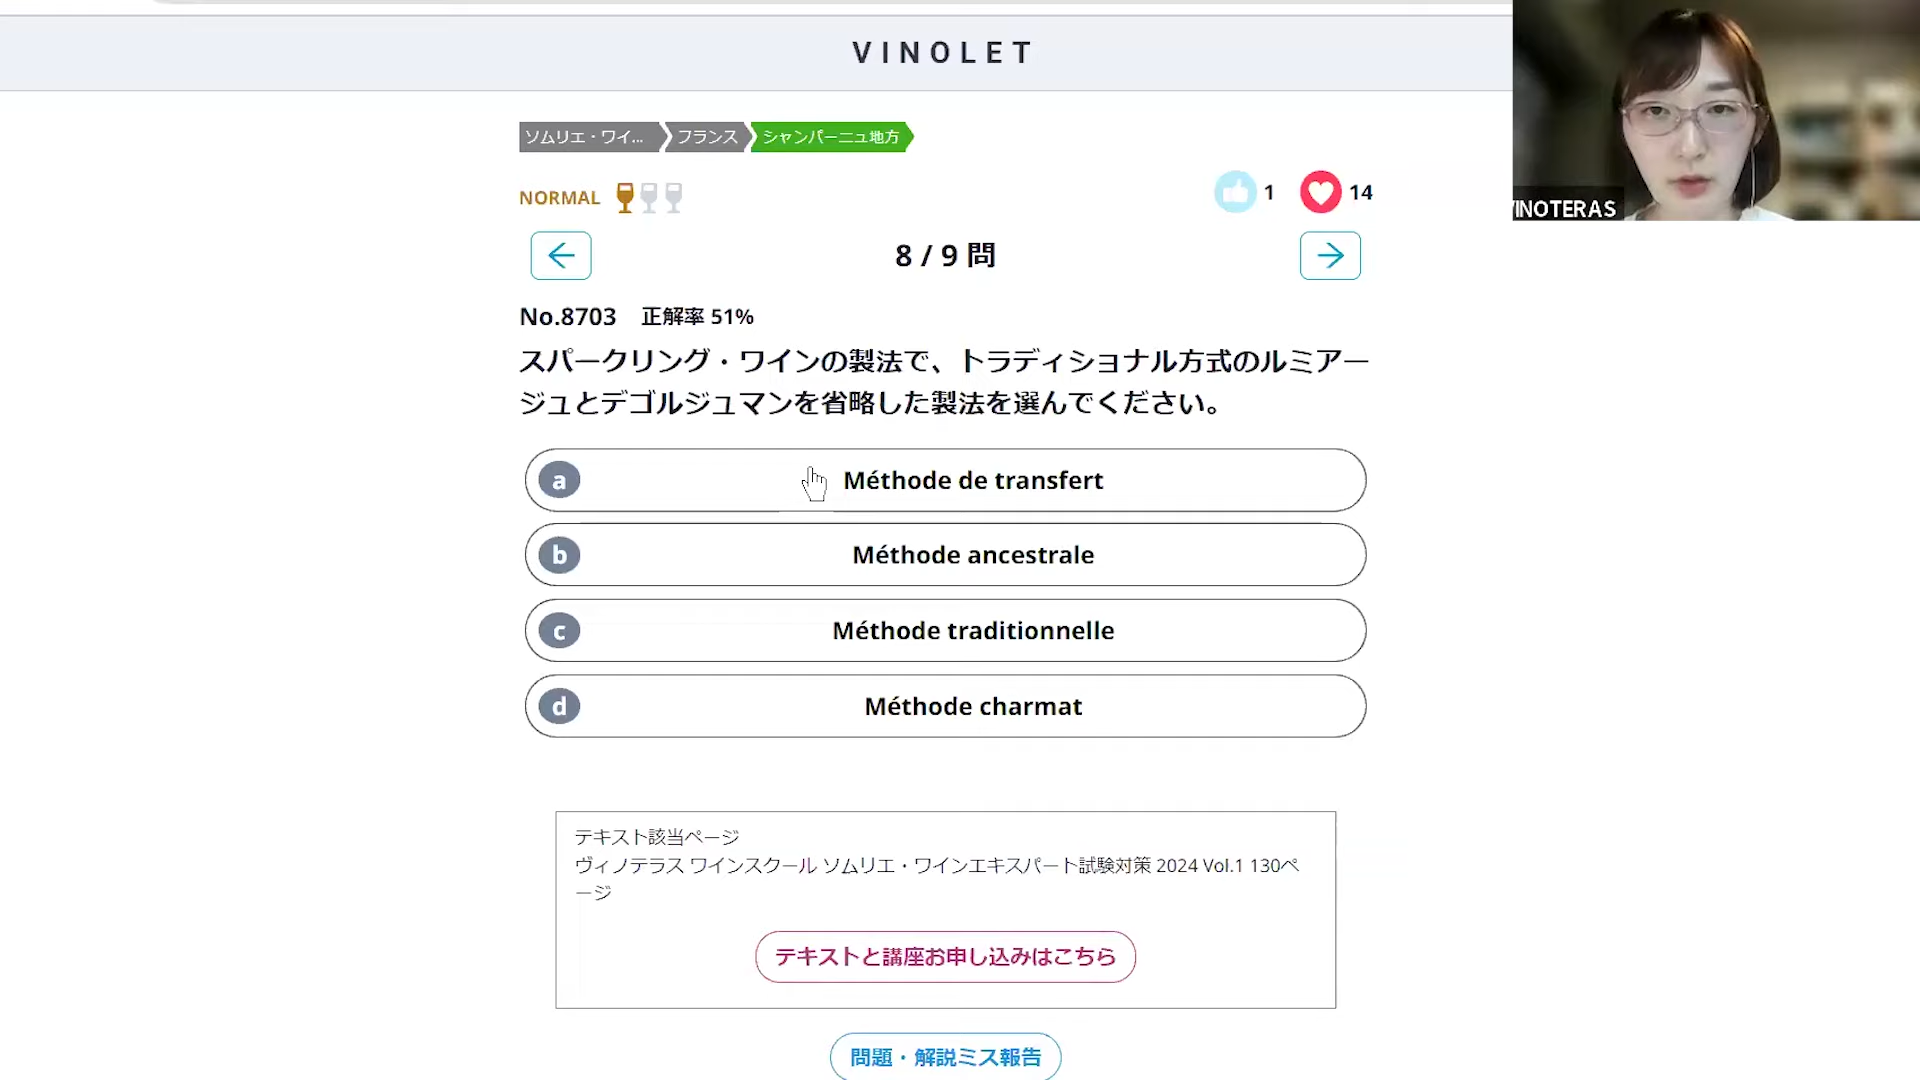 VINOLET
ソムリエ・ワイ...
フランス
シャンパーニュ地方
NORMAL
1
14
8 / 9 問
No.8703 正解率 51%
スパークリング・ワインの製法で、トラディショナル方式のルミアー
ジュとデゴルジュマンを省略した製法を選んでください。
a Méthode de transfert
b Méthode ancestrale
c Méthode traditionnelle
d Méthode charmat
テキスト該当ページ
ヴィノテラス ワインスクール ソムリエ・ワインエキスパート試験対策 2024 Vol.1 130ペ
ージ
テキストと講座お申し込みはこちら
問題・解説ミス報告
VINOTERAS